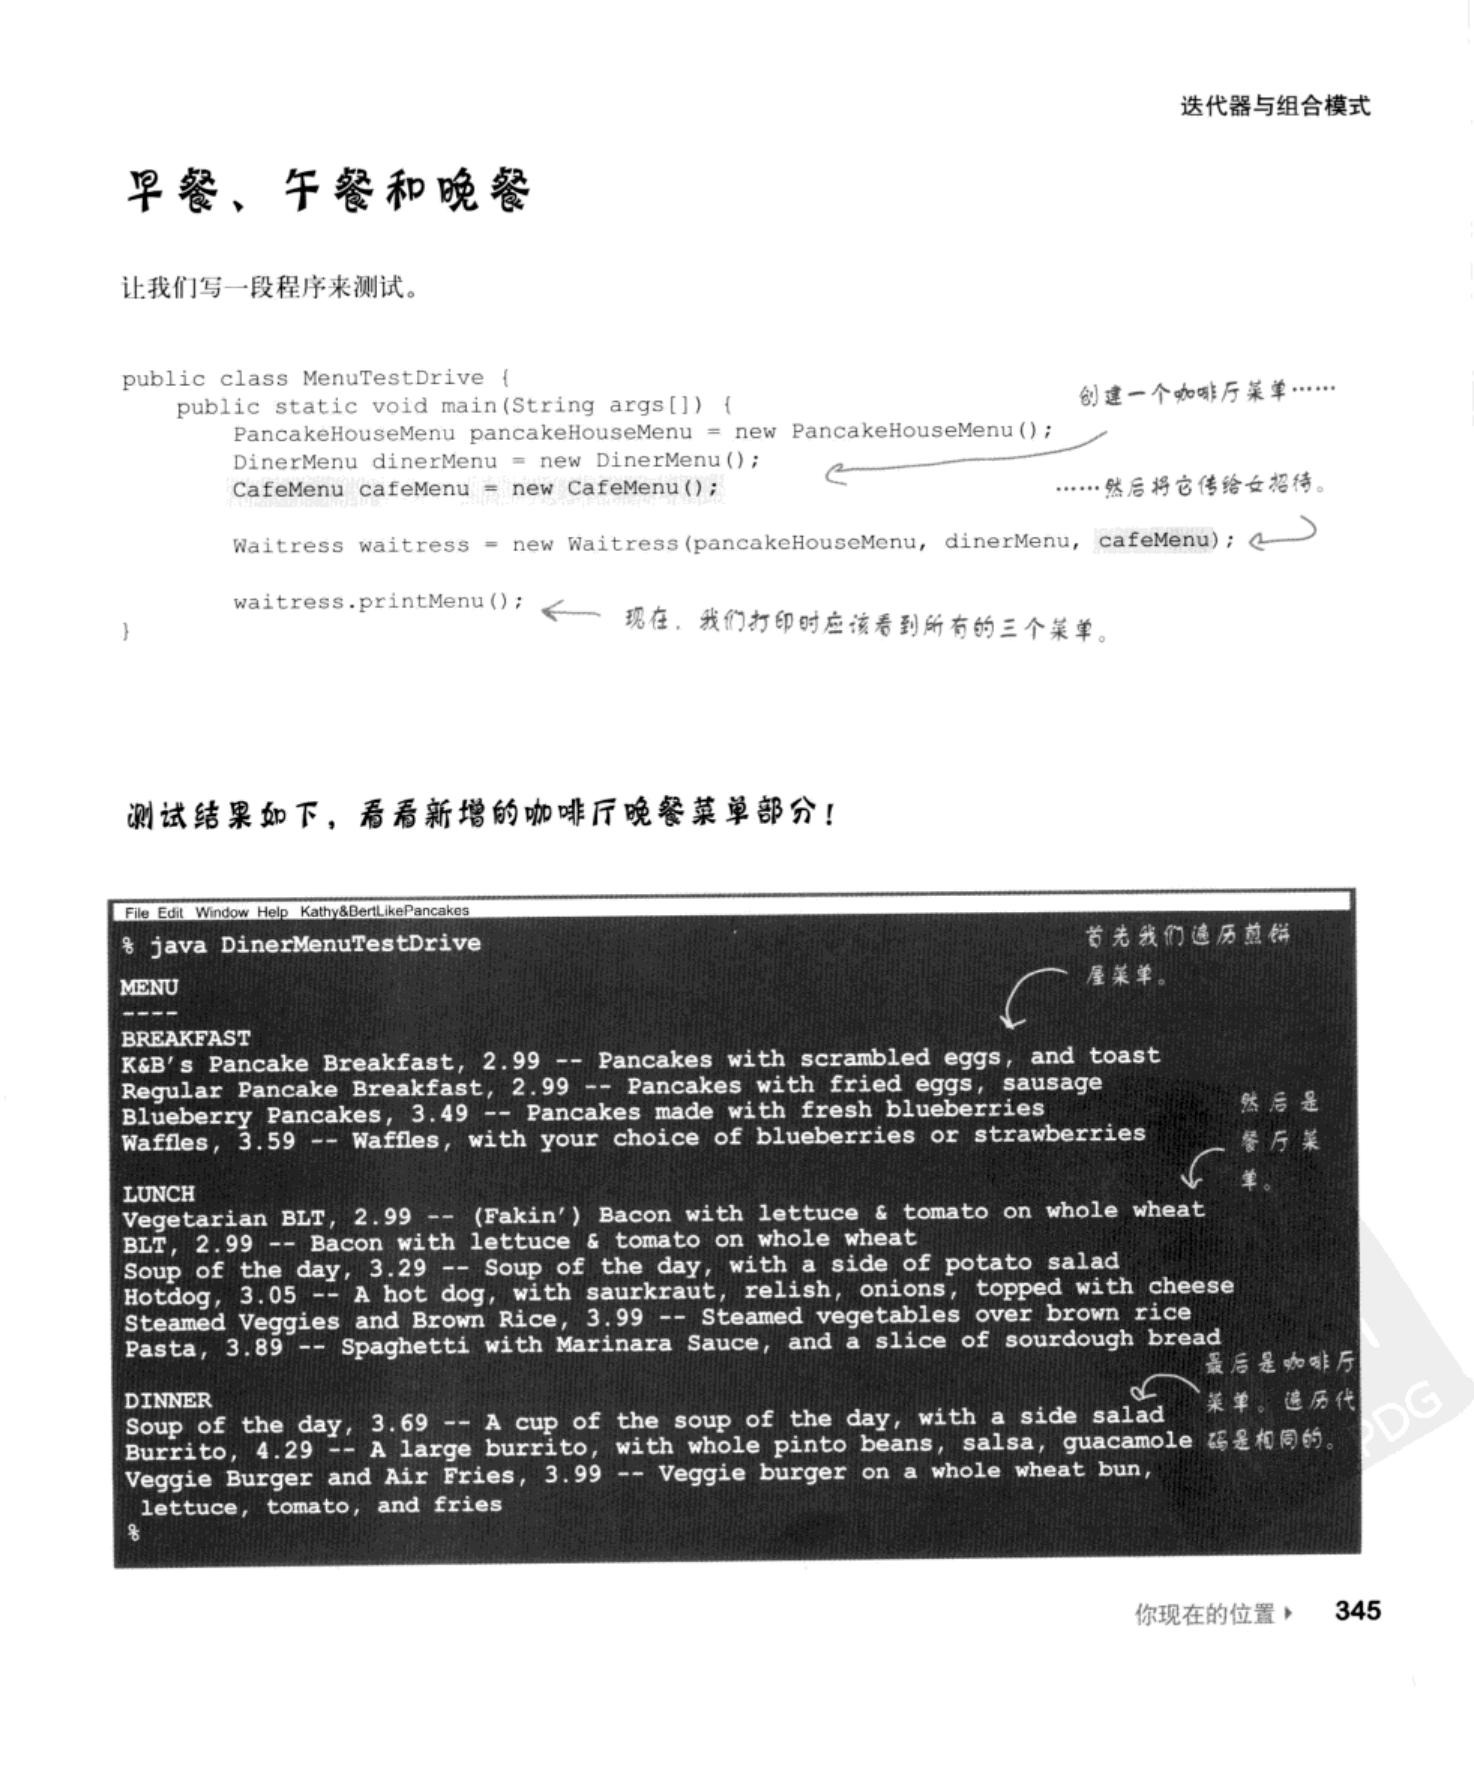 迭代器与组合模式
早餐、午餐和晚餐
让我们写一段程序来测试。
public class MenuTestDrive {
public static void main(String args[]) {
创建一个咖啡厅菜单……
PancakeHouseMenu pancakeHouseMenu = new PancakeHouseMenu();
DinerMenu dinerMenu = new DinerMenu();
CafeMenu cafeMenu = new CafeMenu();
……然后将它传给女招待。
Waitress waitress = new Waitress(pancakeHouseMenu, dinerMenu, cafeMenu);
waitress.printMenu();
现在，我们打印时应该看到所有的三个菜单。
}
测试结果如下，看看新增的咖啡厅晚餐菜单部分！
File Edit Window Help Kathy&BertLikePancakes
% java DinerMenuTestDrive
首先我们遍历煎饼
屋菜单。
MENU
----
BREAKFAST
K&B's Pancake Breakfast, 2.99 -- Pancakes with scrambled eggs, and toast
Regular Pancake Breakfast, 2.99 -- Pancakes with fried eggs, sausage
Blueberry Pancakes, 3.49 -- Pancakes made with fresh blueberries
Waffles, 3.59 -- Waffles, with your choice of blueberries or strawberries
然后是
餐厅菜
单。
LUNCH
Vegetarian BLT, 2.99 -- (Fakin') Bacon with lettuce & tomato on whole wheat
BLT, 2.99 -- Bacon with lettuce & tomato on whole wheat
Soup of the day, 3.29 -- Soup of the day, with a side of potato salad
Hotdog, 3.05 -- A hot dog, with saurkraut, relish, onions, topped with cheese
Steamed Veggies and Brown Rice, 3.99 -- Steamed vegetables over brown rice
Pasta, 3.89 -- Spaghetti with Marinara Sauce, and a slice of sourdough bread
最后是咖啡厅
菜单。遍历代
码是相同的。
DINNER
Soup of the day, 3.69 -- A cup of the soup of the day, with a side salad
Burrito, 4.29 -- A large burrito, with whole pinto beans, salsa, guacamole
Veggie Burger and Air Fries, 3.99 -- Veggie burger on a whole wheat bun,
lettuce, tomato, and fries
%
PDG
你现在的位置 345